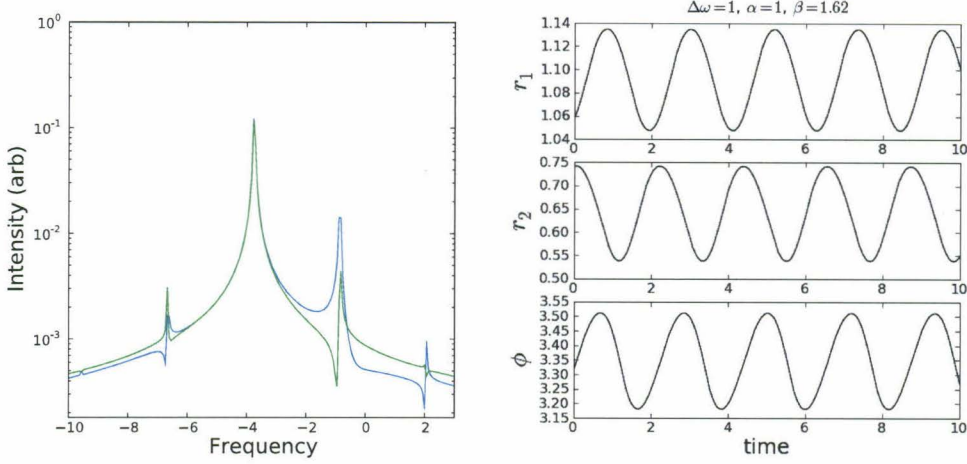 10⁰
10⁻¹
10⁻²
10⁻³
Intensity (arb)
−10 −8 −6 −4 −2 0 2
Frequency
Δω=1, α=1, β=1.62
1.14
1.12
1.10
1.08
1.06
1.04
r₁
0 2 4 6 8 10
0.75
0.70
0.65
0.60
0.55
0.50
r₂
0 2 4 6 8 10
3.55
3.50
3.45
3.40
3.35
3.30
3.25
3.20
3.15
ϕ
0 2 4 6 8 10
time